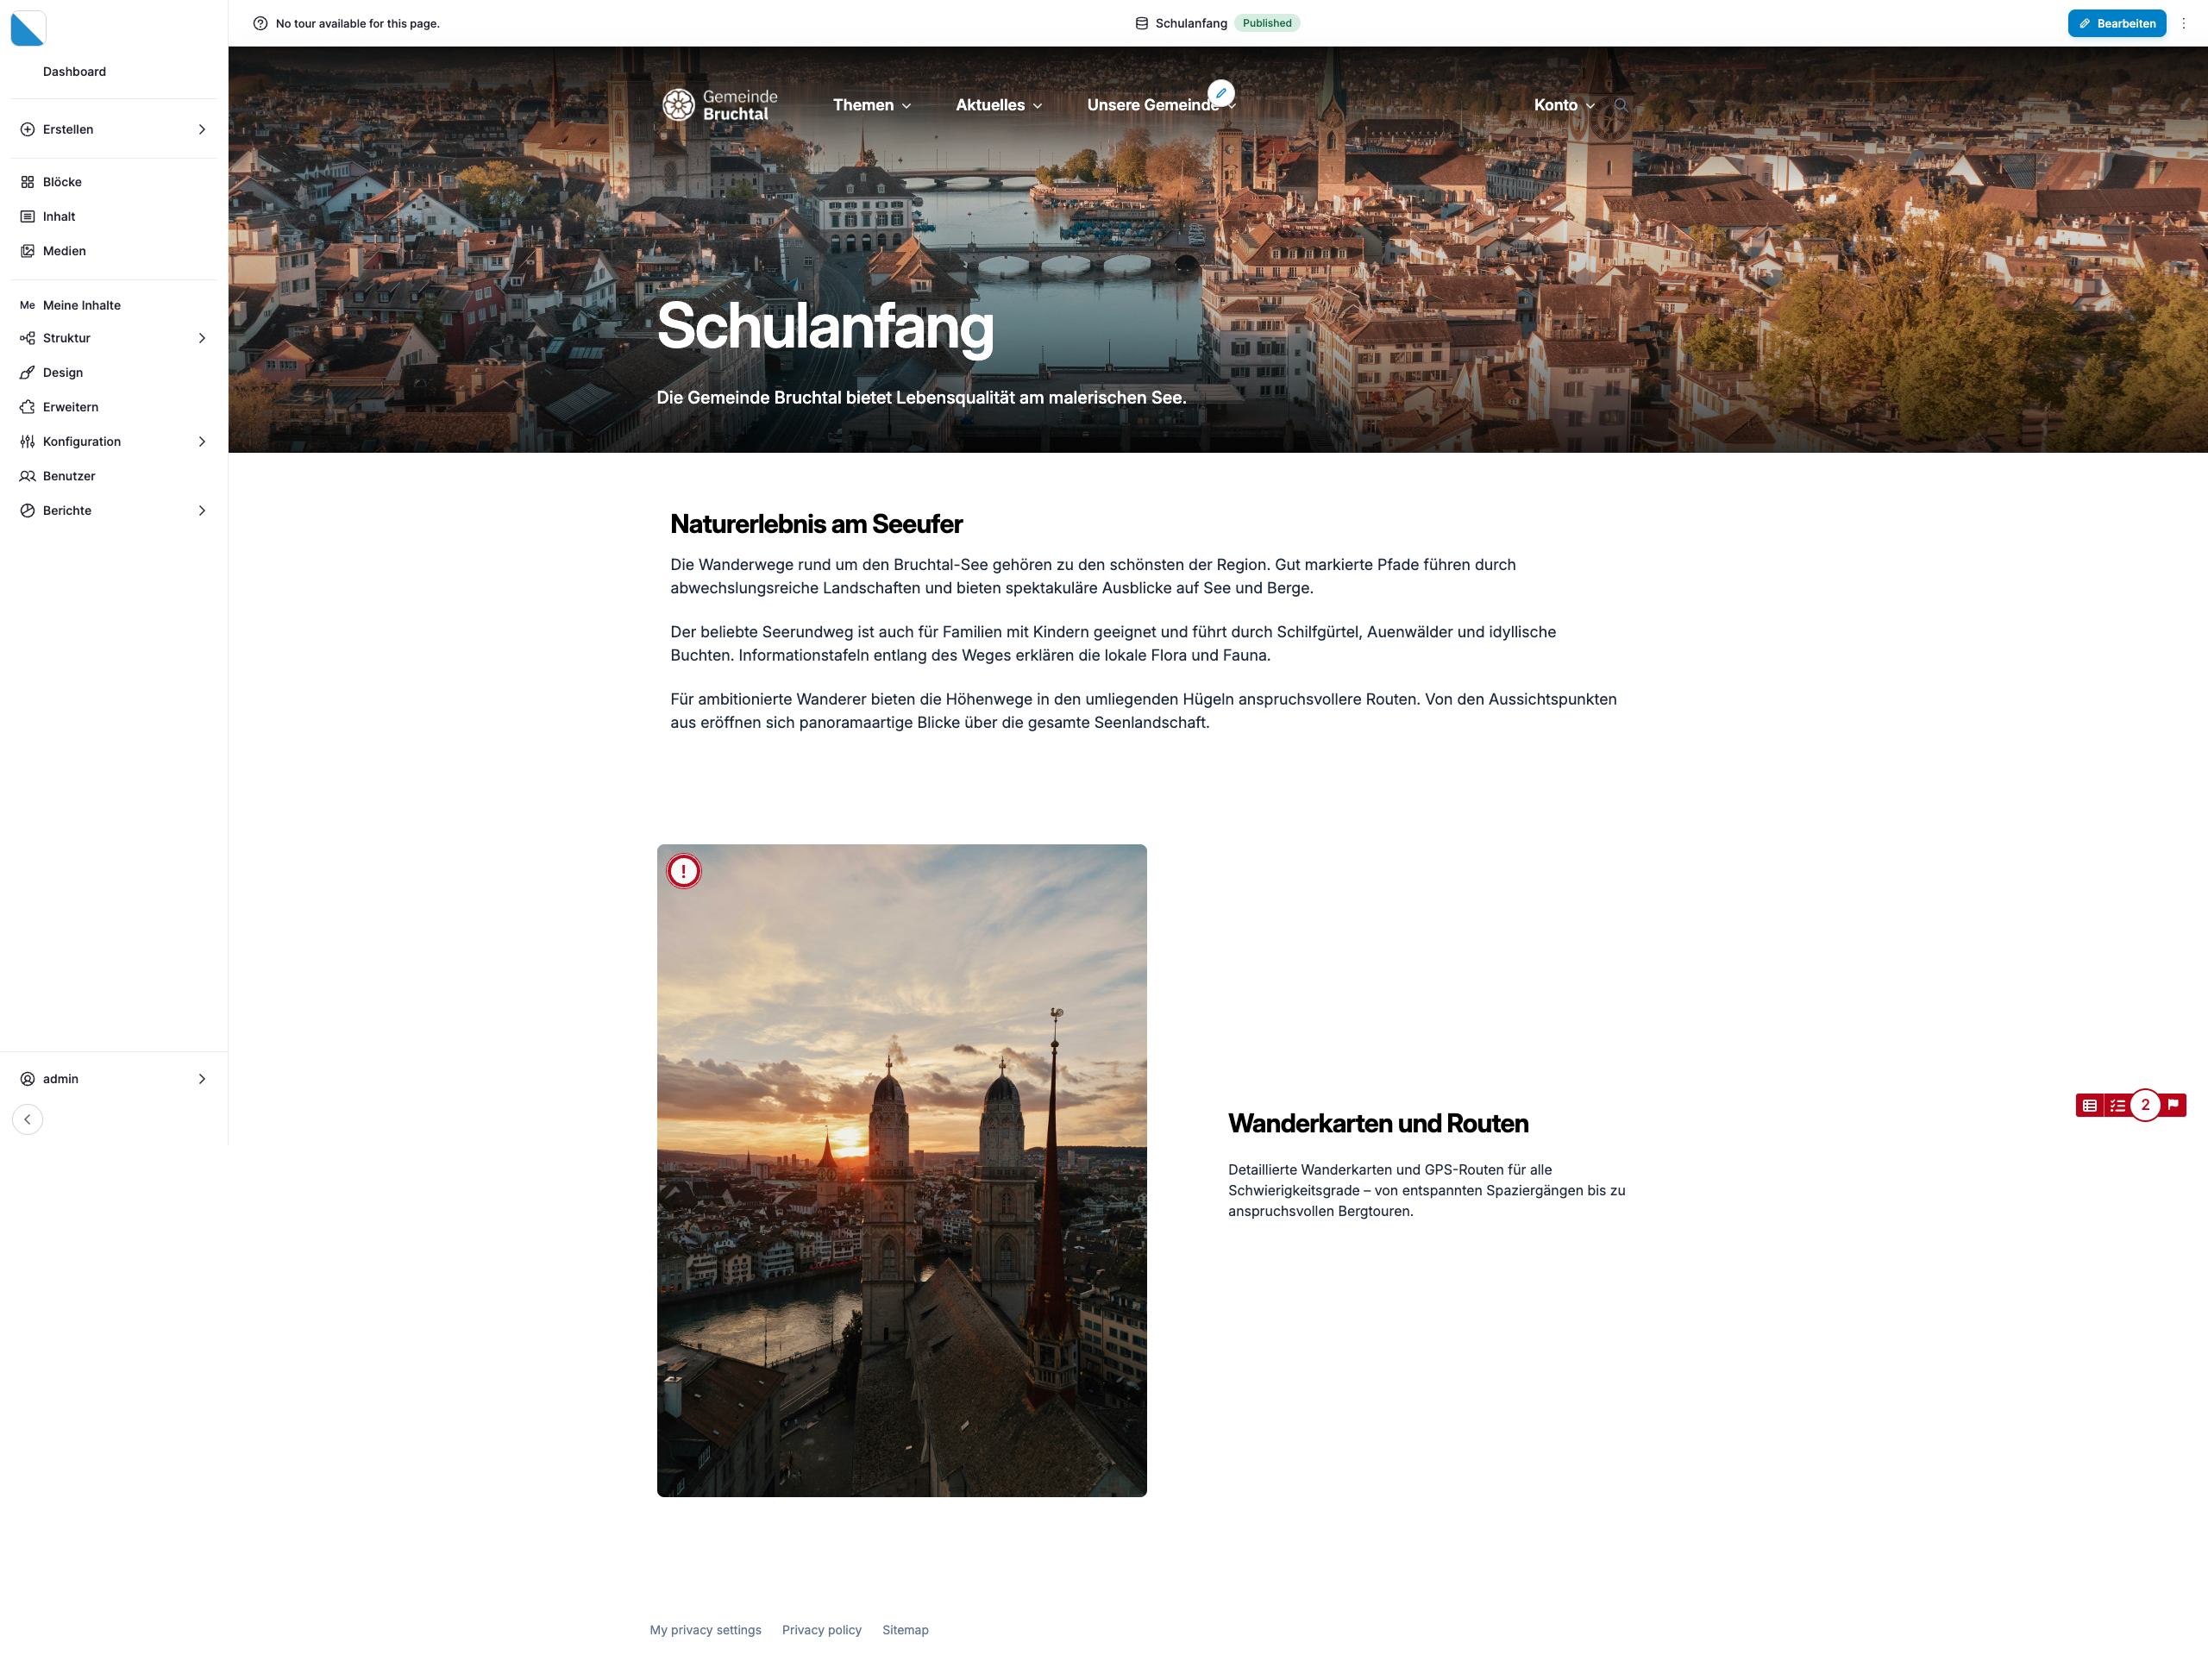 No tour available for this page.
Schulanfang Published
Bearbeiten
Dashboard
Erstellen
Blöcke
Inhalt
Medien
Me Meine Inhalte
Struktur
Design
Erweitern
Konfiguration
Benutzer
Berichte
admin
Gemeinde
Bruchtal
Themen
Aktuelles
Unsere Gemeinde
Konto
Schulanfang
Die Gemeinde Bruchtal bietet Lebensqualität am malerischen See.
Naturerlebnis am Seeufer
Die Wanderwege rund um den Bruchtal-See gehören zu den schönsten der Region. Gut markierte Pfade führen durch
abwechslungsreiche Landschaften und bieten spektakuläre Ausblicke auf See und Berge.
Der beliebte Seerundweg ist auch für Familien mit Kindern geeignet und führt durch Schilfgürtel, Auenwälder und idyllische
Buchten. Informationstafeln entlang des Weges erklären die lokale Flora und Fauna.
Für ambitionierte Wanderer bieten die Höhenwege in den umliegenden Hügeln anspruchsvollere Routen. Von den Aussichtspunkten
aus eröffnen sich panoramaartige Blicke über die gesamte Seenlandschaft.
!
2
Wanderkarten und Routen
Detaillierte Wanderkarten und GPS-Routen für alle
Schwierigkeitsgrade – von entspannten Spaziergängen bis zu
anspruchsvollen Bergtouren.
My privacy settings Privacy policy Sitemap